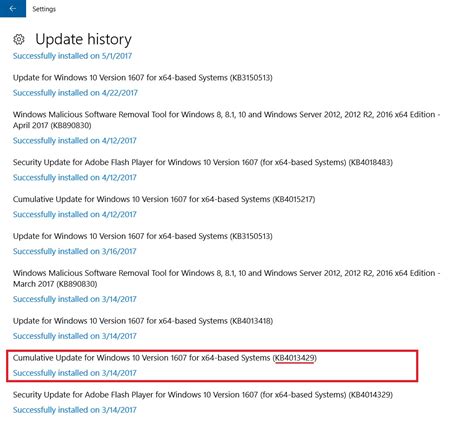 Settings
Update history
Successfully installed on 5/1/2017
Update for Windows 10 Version 1607 for x64-based Systems (KB3150513)
Successfully installed on 4/22/2017
Windows Malicious Software Removal Tool for Windows 8, 8.1, 10 and Windows Server 2012, 2012 R2, 2016 x64 Edition -
April 2017 (KB890830)
Successfully installed on 4/12/2017
Security Update for Adobe Flash Player for Windows 10 Version 1607 (for x64-based Systems) (KB4018483)
Successfully installed on 4/12/2017
Cumulative Update for Windows 10 Version 1607 for x64-based Systems (KB4015217)
Successfully installed on 4/12/2017
Update for Windows 10 Version 1607 for x64-based Systems (KB3150513)
Successfully installed on 3/16/2017
Windows Malicious Software Removal Tool for Windows 8, 8.1, 10 and Windows Server 2012, 2012 R2, 2016 x64 Edition -
March 2017 (KB890830)
Successfully installed on 3/14/2017
Update for Windows 10 Version 1607 for x64-based Systems (KB4013418)
Successfully installed on 3/14/2017
Cumulative Update for Windows 10 Version 1607 for x64-based Systems (KB4013429)
Successfully installed on 3/14/2017
Security Update for Adobe Flash Player for Windows 10 Version 1607 (for x64-based Systems) (KB4014329)
Successfully installed on 3/14/2017